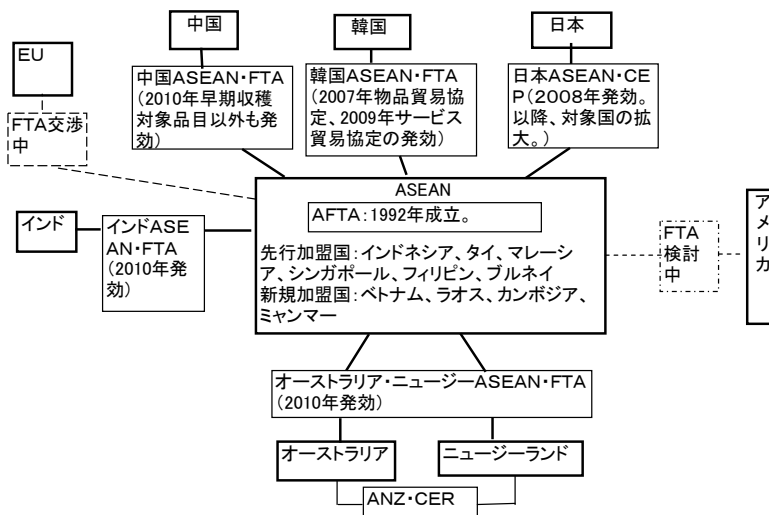 中国
韓国
日本
EU
中国ASEAN・FTA
(2010年早期収穫
対象品目以外も発
効)
韓国ASEAN・FTA
(2007年物品貿易協
定、2009年サービス
貿易協定の発効)
日本ASEAN・CE
P(2008年発効。
以降、対象国の拡
大。)
FTA交渉
中
ASEAN
AFTA:1992年成立。
先行加盟国:インドネシア、タイ、マレーシ
ア、シンガポール、フィリピン、ブルネイ
新規加盟国:ベトナム、ラオス、カンボジア、
ミャンマー
インド
インドASE
AN・FTA
(2010年発
効)
FTA
検討
中
ア
メ
リ
カ
オーストラリア・ニュージーASEAN・FTA
(2010年発効)
オーストラリア
ニュージーランド
ANZ・CER